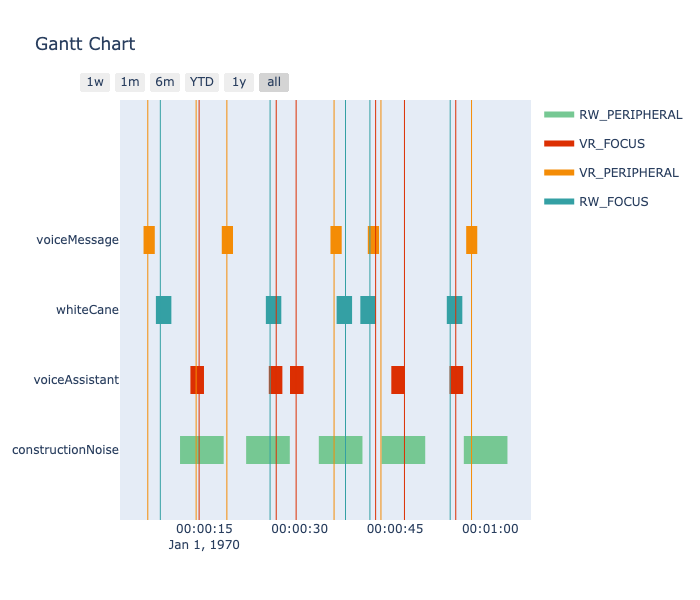 Gantt Chart
1w 1m 6m YTD 1y all
RW_PERIPHERAL
VR_FOCUS
VR_PERIPHERAL
RW_FOCUS
voiceMessage
whiteCane
voiceAssistant
constructionNoise
00:00:15 00:00:30 00:00:45 00:01:00
Jan 1, 1970